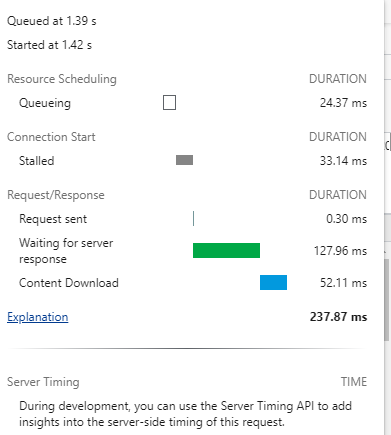 Queued at 1.39 s
Started at 1.42 s
Resource Scheduling DURATION
Queueing 24.37 ms
Connection Start DURATION
Stalled 33.14 ms
Request/Response DURATION
Request sent 0.30 ms
Waiting for server
response 127.96 ms
Content Download 52.11 ms
Explanation 237.87 ms
Server Timing TIME
During development, you can use the Server Timing API to add
insights into the server-side timing of this request.